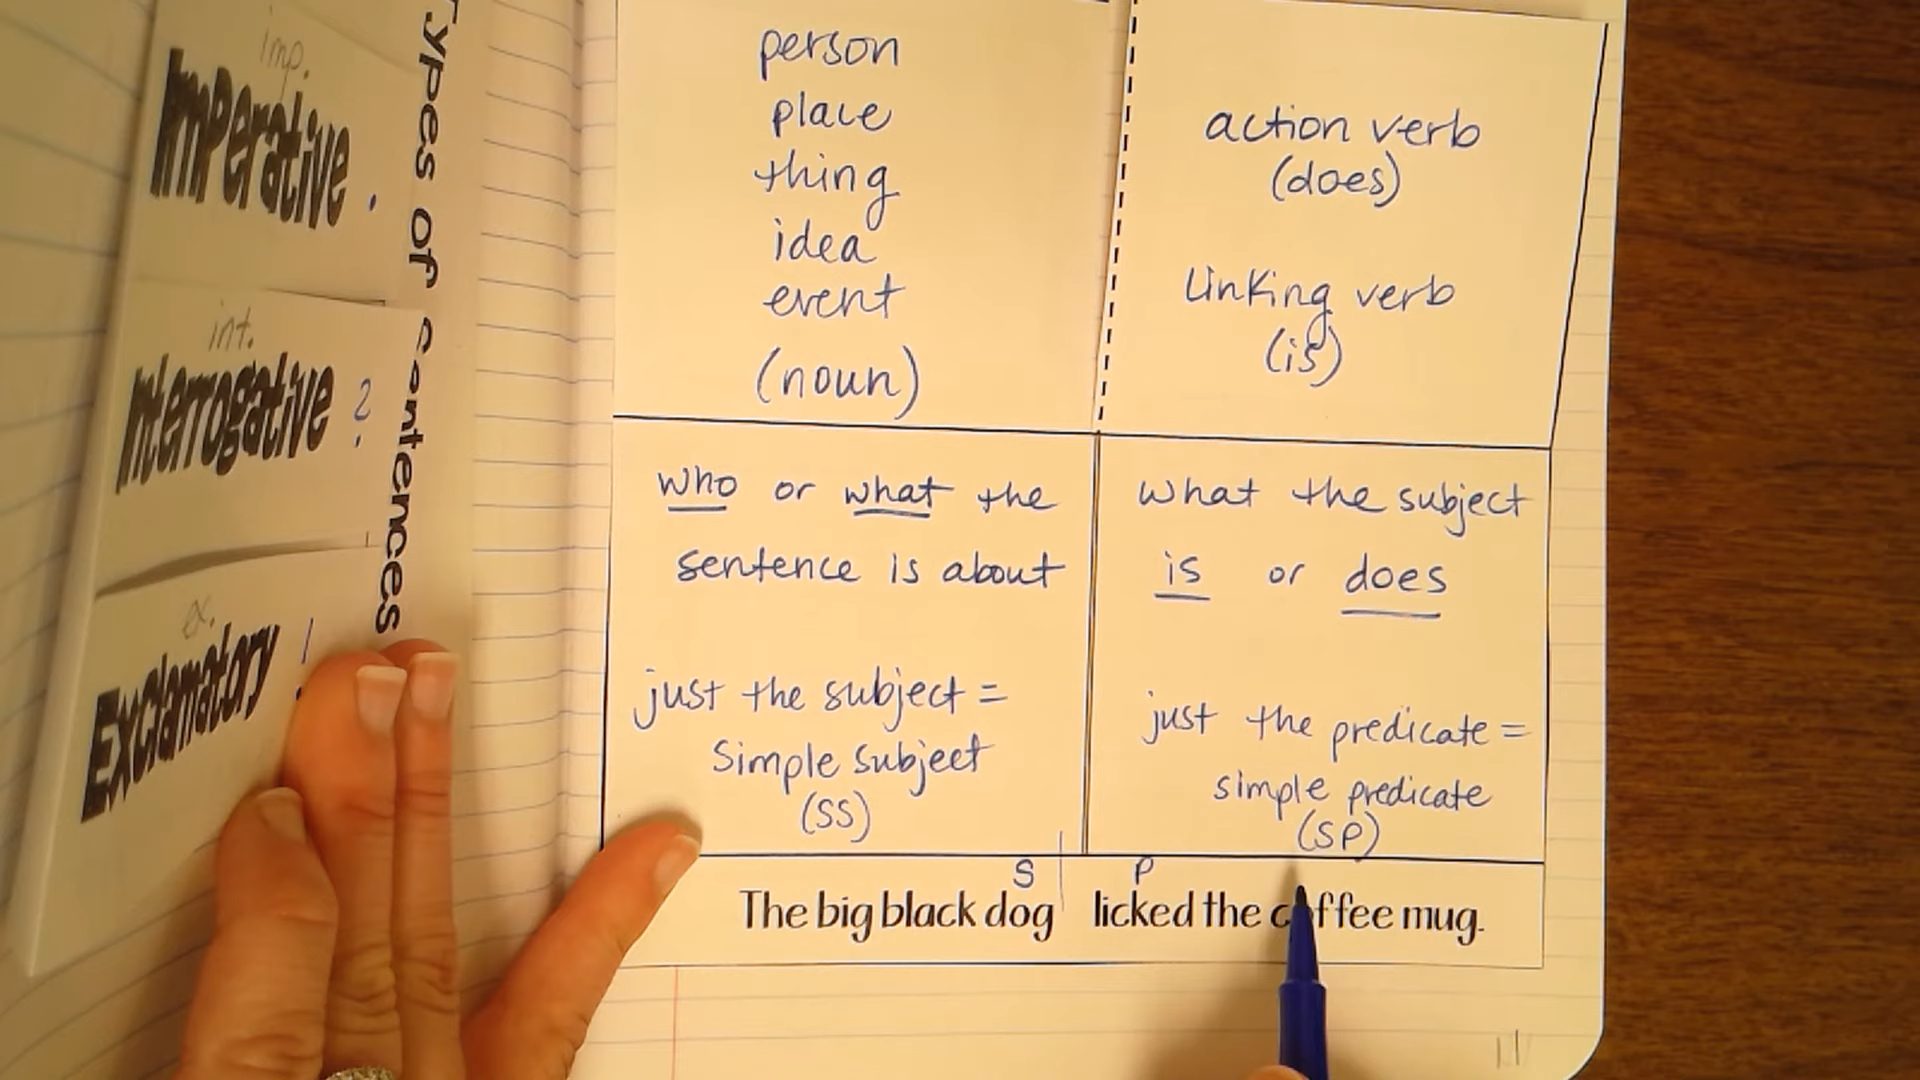 Types of Sentences
imp.
Imperative .
int.
Interrogative ?
ex.
Exclamatory !
person
place
thing
idea
event
(noun)
action verb
(does)
Linking verb
(is)
who or what the
sentence is about
just the subject =
Simple subject
(SS)
what the subject
is or does
just the predicate =
simple predicate
(SP)
S P
The big black dog licked the coffee mug.
11